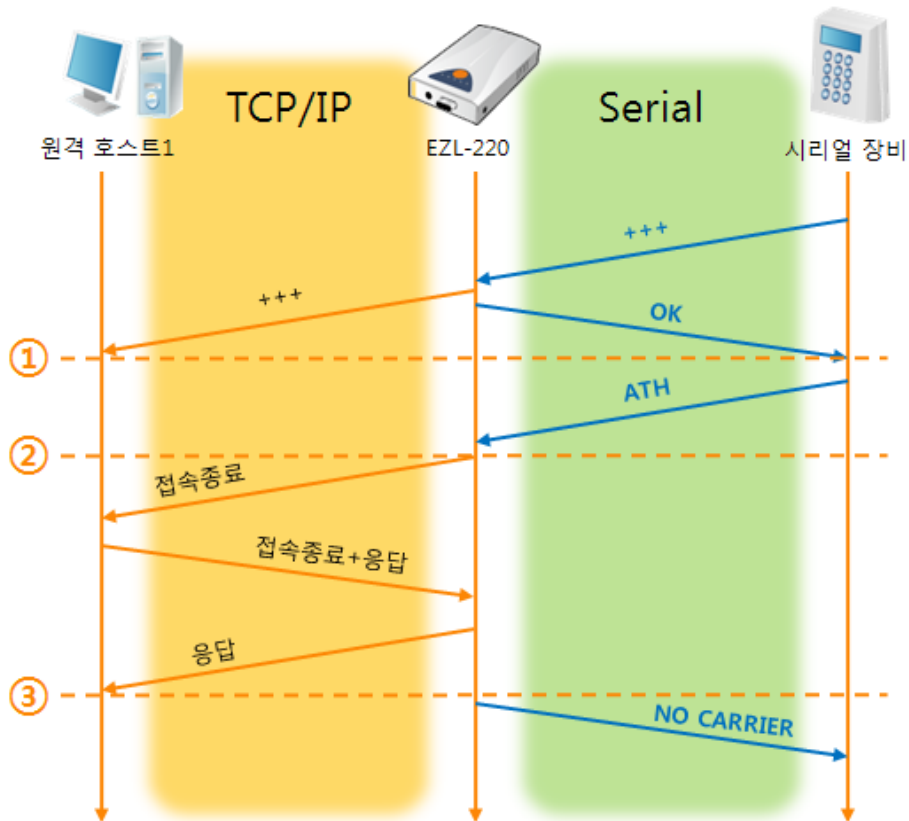 TCP/IP
Serial
원격 호스트1
EZL-220
시리얼 장비
+++
+++
OK
①
ATH
②
접속종료
접속종료+응답
응답
③
NO CARRIER